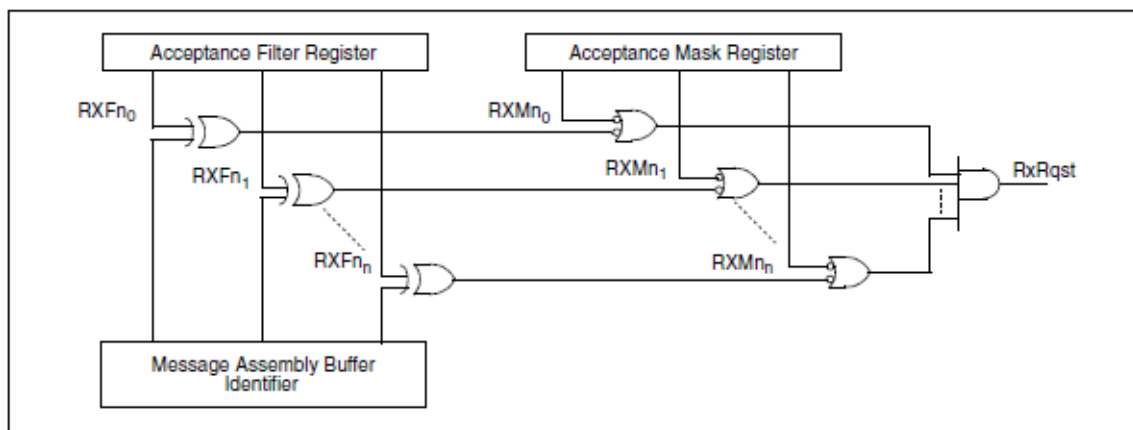 Acceptance Filter Register
Acceptance Mask Register
RXFn0
RXMn0
RXFn1
RXMn1
RxRqst
RXFnn
RXMnn
Message Assembly Buffer
Identifier